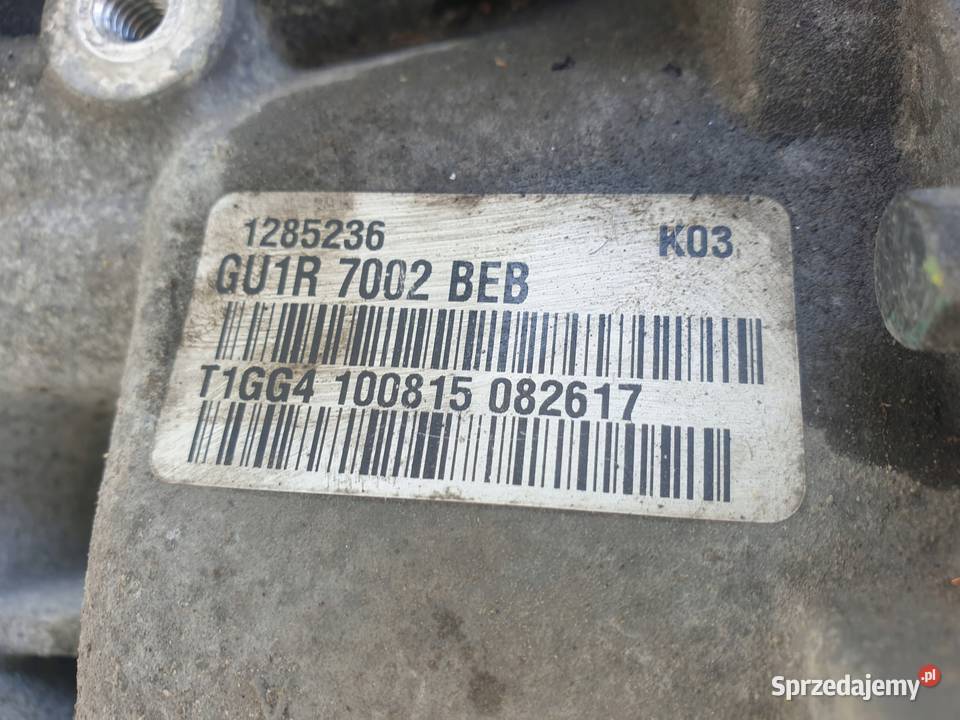 1285236 K03
GU1R 7002 BEB
T1GG4 100815 082617
Sprzedajemy.pl